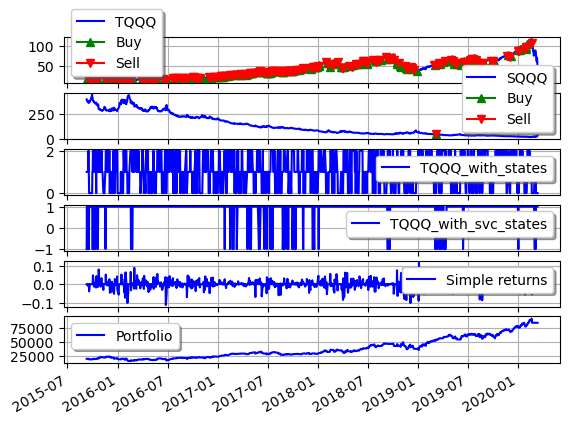 TQQQ
Buy
Sell
100
50
SQQQ
Buy
Sell
250
0
2
0
TQQQ_with_states
1
−1
TQQQ_with_svc_states
0.1
0.0
−0.1
Simple returns
75000
50000
25000
Portfolio
2015-07
2016-01
2016-07
2017-01
2017-07
2018-01
2018-07
2019-01
2019-07
2020-01